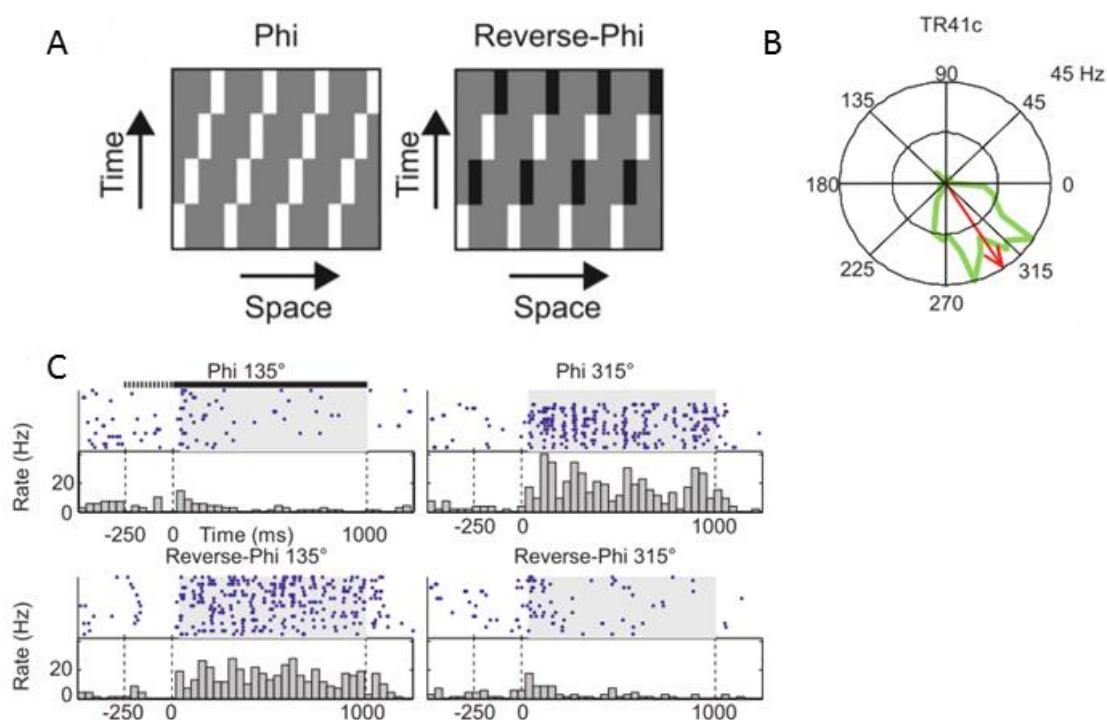 A
Phi
Reverse-Phi
Time
Time
Space
Space
B
TR41c
90
45 Hz
135
45
180
0
225
315
270
C
Phi 135°
Phi 315°
Rate (Hz)
20
0
-250 0 Time (ms) 1000
-250 0 1000
Reverse-Phi 135°
Reverse-Phi 315°
Rate (Hz)
20
0
-250 0 1000
-250 0 1000